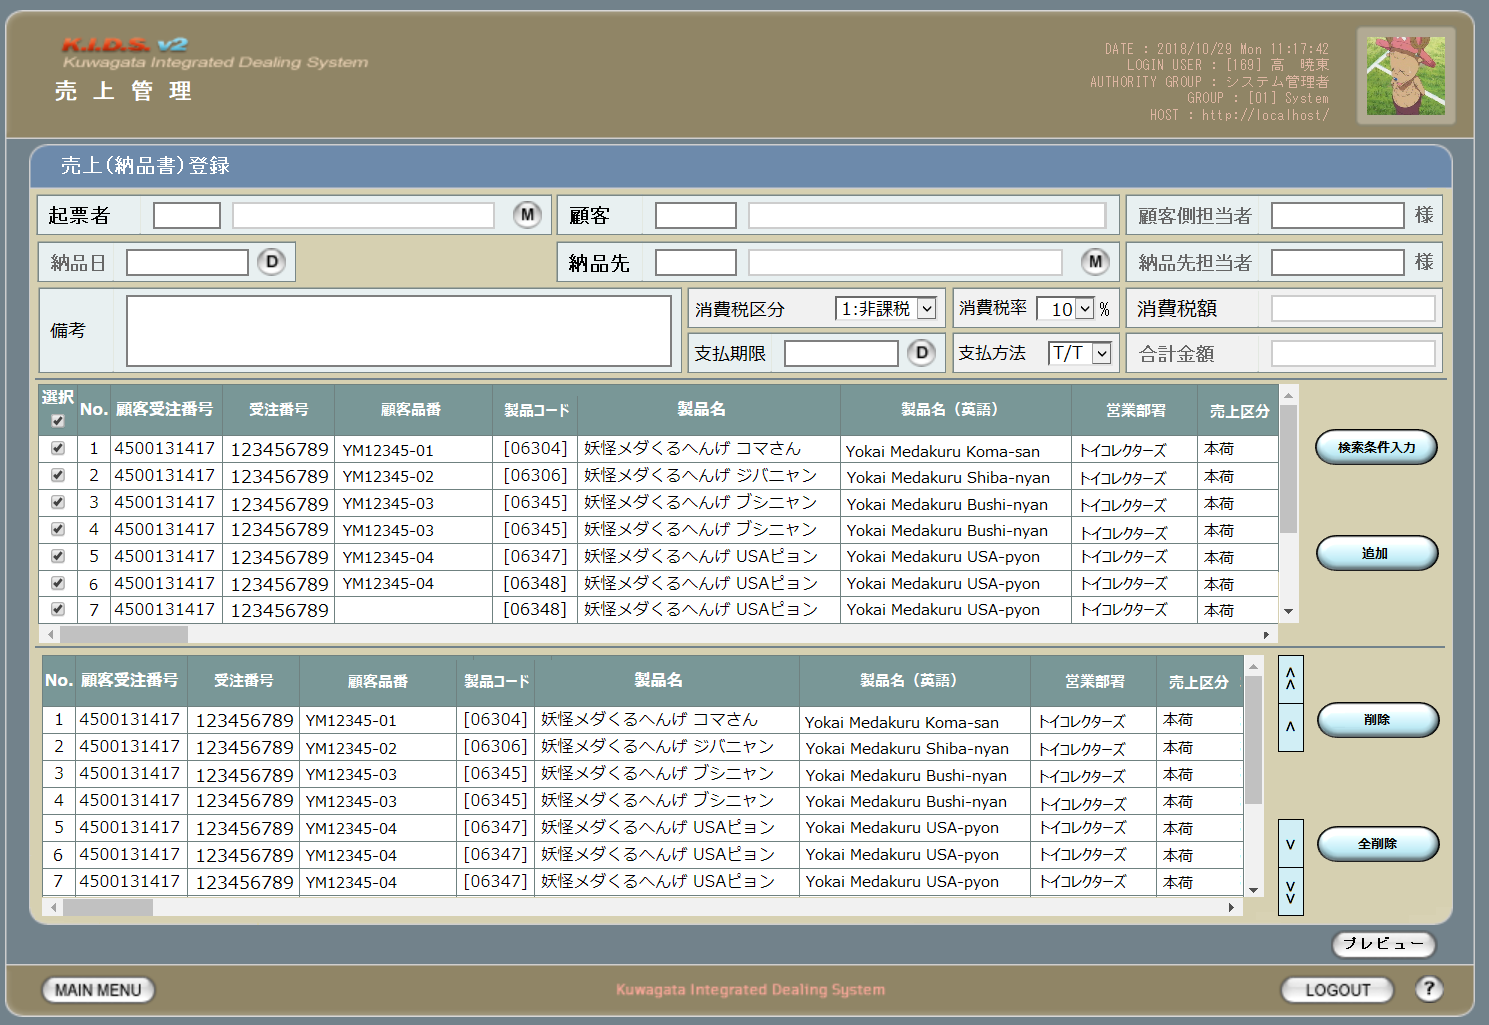 K.I.D.S. v2
Kuwagata Integrated Dealing System
売上管理
DATE : 2018/10/29 Mon 11:17:42
LOGIN USER : [169] 高　暁東
AUTHORITY GROUP : システム管理者
GROUP : [01] System
HOST : http://localhost/
売上(納品書)登録
起票者 M 顧客 顧客側担当者 様
納品日 D 納品先 M 納品先担当者 様
備考 消費税区分 1:非課税 消費税率 10 % 消費税額
支払期限 D 支払方法 T/T 合計金額
選択 No. 顧客受注番号 受注番号 顧客品番 製品コード 製品名 製品名（英語） 営業部署 売上区分
1 4500131417 123456789 YM12345-01 [06304] 妖怪メダくるへんげ コマさん Yokai Medakuru Koma-san トイコレクターズ 本荷
2 4500131417 123456789 YM12345-02 [06306] 妖怪メダくるへんげ ジバニャン Yokai Medakuru Shiba-nyan トイコレクターズ 本荷
3 4500131417 123456789 YM12345-03 [06345] 妖怪メダくるへんげ ブシニャン Yokai Medakuru Bushi-nyan トイコレクターズ 本荷
4 4500131417 123456789 YM12345-03 [06345] 妖怪メダくるへんげ ブシニャン Yokai Medakuru Bushi-nyan トイコレクターズ 本荷
5 4500131417 123456789 YM12345-04 [06347] 妖怪メダくるへんげ USAピョン Yokai Medakuru USA-pyon トイコレクターズ 本荷
6 4500131417 123456789 YM12345-04 [06348] 妖怪メダくるへんげ USAピョン Yokai Medakuru USA-pyon トイコレクターズ 本荷
7 4500131417 123456789 [06348] 妖怪メダくるへんげ USAピョン Yokai Medakuru USA-pyon トイコレクターズ 本荷
検索条件入力
追加
No. 顧客受注番号 受注番号 顧客品番 製品コード 製品名 製品名（英語） 営業部署 売上区分
1 4500131417 123456789 YM12345-01 [06304] 妖怪メダくるへんげ コマさん Yokai Medakuru Koma-san トイコレクターズ 本荷
2 4500131417 123456789 YM12345-02 [06306] 妖怪メダくるへんげ ジバニャン Yokai Medakuru Shiba-nyan トイコレクターズ 本荷
3 4500131417 123456789 YM12345-03 [06345] 妖怪メダくるへんげ ブシニャン Yokai Medakuru Bushi-nyan トイコレクターズ 本荷
4 4500131417 123456789 YM12345-03 [06345] 妖怪メダくるへんげ ブシニャン Yokai Medakuru Bushi-nyan トイコレクターズ 本荷
5 4500131417 123456789 YM12345-04 [06347] 妖怪メダくるへんげ USAピョン Yokai Medakuru USA-pyon トイコレクターズ 本荷
6 4500131417 123456789 YM12345-04 [06347] 妖怪メダくるへんげ USAピョン Yokai Medakuru USA-pyon トイコレクターズ 本荷
7 4500131417 123456789 YM12345-04 [06347] 妖怪メダくるへんげ USAピョン Yokai Medakuru USA-pyon トイコレクターズ 本荷
削除
全削除
プレビュー
MAIN MENU Kuwagata Integrated Dealing System LOGOUT ?